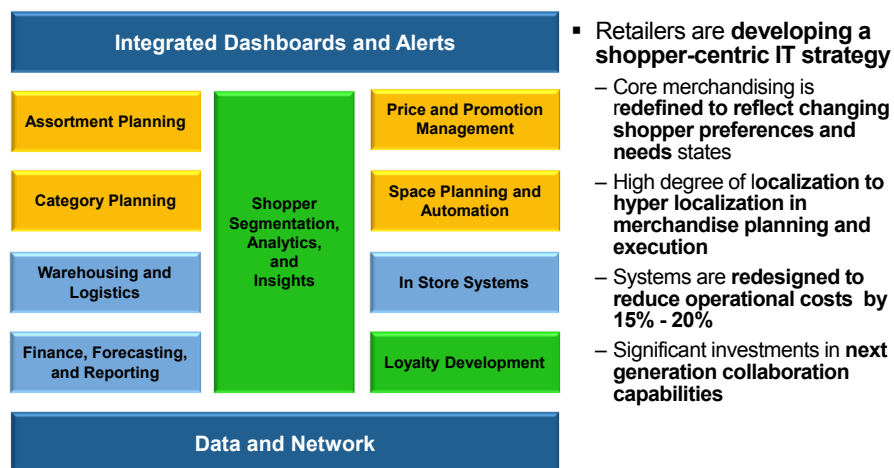 Integrated Dashboards and Alerts
Assortment Planning
Price and Promotion
Management
Category Planning
Space Planning and
Automation
Shopper
Segmentation,
Analytics,
and
Insights
Warehousing and
Logistics
In Store Systems
Finance, Forecasting,
and Reporting
Loyalty Development
Data and Network
▪ Retailers are developing a
shopper-centric IT strategy
– Core merchandising is
redefined to reflect changing
shopper preferences and
needs states
– High degree of localization to
hyper localization in
merchandise planning and
execution
– Systems are redesigned to
reduce operational costs by
15% - 20%
– Significant investments in next
generation collaboration
capabilities